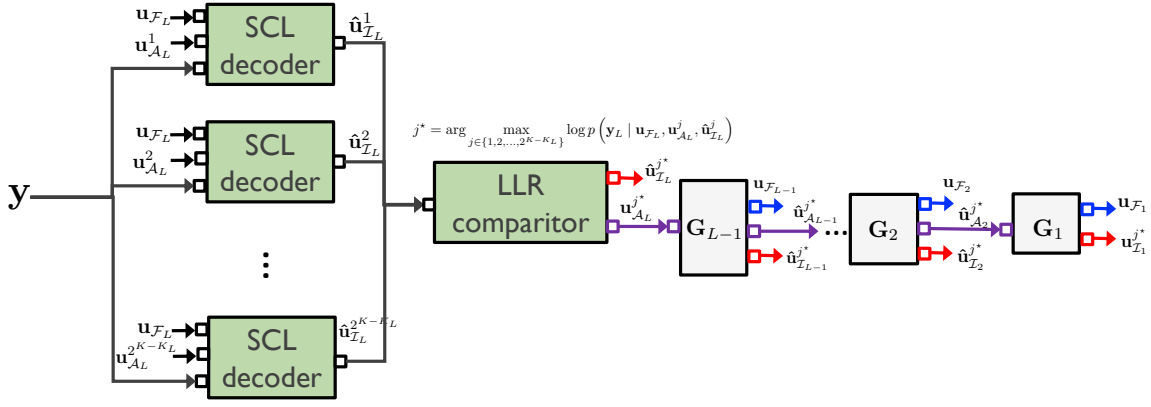 y
u_{F_L}
u^1_{A_L}
SCL
decoder
û^1_{I_L}
u_{F_L}
u^2_{A_L}
SCL
decoder
û^2_{I_L}
...
u_{F_L}
u^{2^{K-K_L}}_{A_L}
SCL
decoder
û^{2^{K-K_L}}_{I_L}
j^⋆ = arg max_{j∈{1,2,...,2^{K-K_L}}} log p (y_L | u_{F_L}, u^j_{A_L}, û^j_{I_L})
LLR
comparitor
û^{j^⋆}_{I_L}
u^{j^⋆}_{A_L}
G_{L-1}
u_{F_{L-1}}
û^{j^⋆}_{A_{L-1}}
û^{j^⋆}_{I_{L-1}}
...
G_2
u_{F_2}
û^{j^⋆}_{A_2}
û^{j^⋆}_{I_2}
G_1
u_{F_1}
u^{j^⋆}_{I_1}